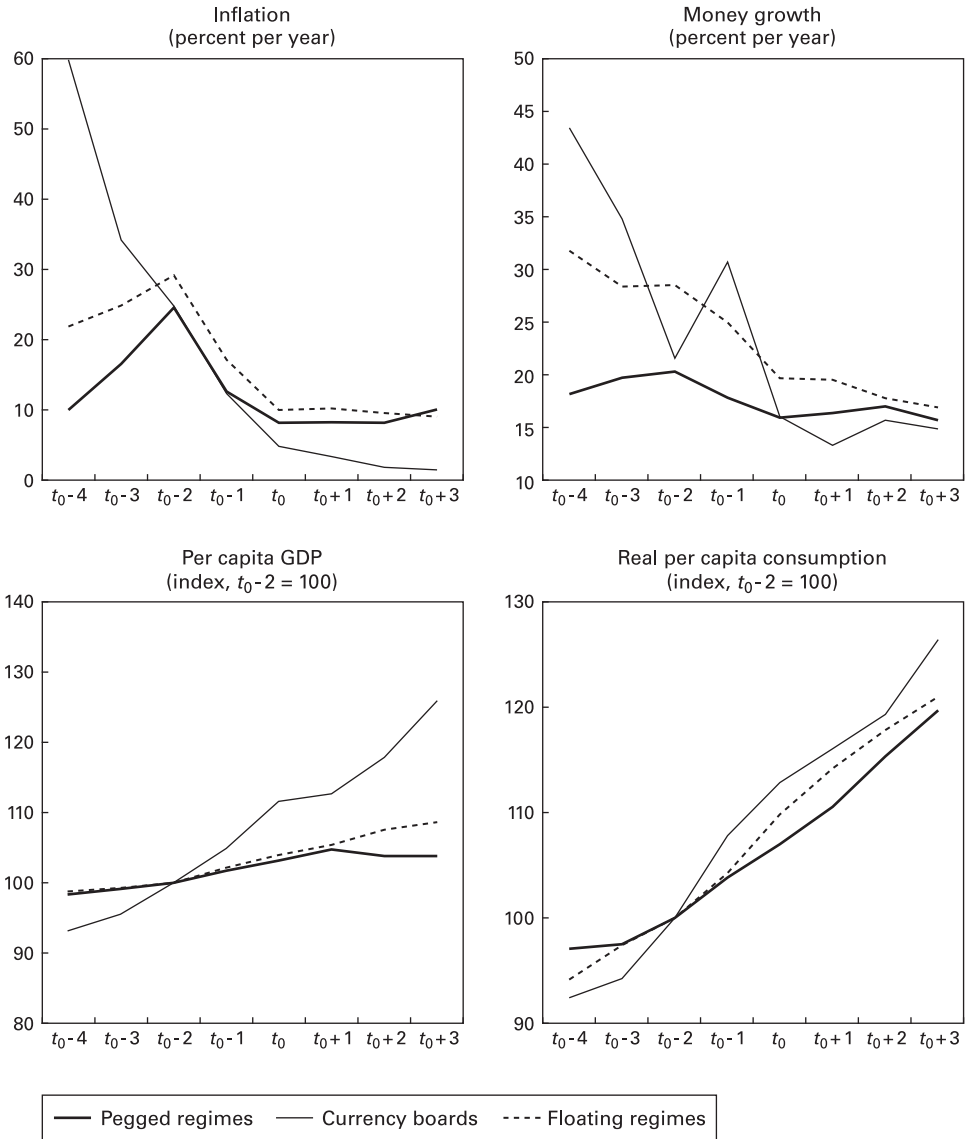 Inflation
(percent per year)
60
50
40
30
20
10
0
t0-4 t0-3 t0-2 t0-1 t0 t0+1 t0+2 t0+3
Money growth
(percent per year)
50
45
40
35
30
25
20
15
10
t0-4 t0-3 t0-2 t0-1 t0 t0+1 t0+2 t0+3
Per capita GDP
(index, t0-2 = 100)
140
130
120
110
100
90
80
t0-4 t0-3 t0-2 t0-1 t0 t0+1 t0+2 t0+3
Real per capita consumption
(index, t0-2 = 100)
130
120
110
100
90
t0-4 t0-3 t0-2 t0-1 t0 t0+1 t0+2 t0+3
Pegged regimes Currency boards Floating regimes